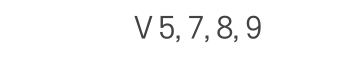 V 5, 7, 8, 9